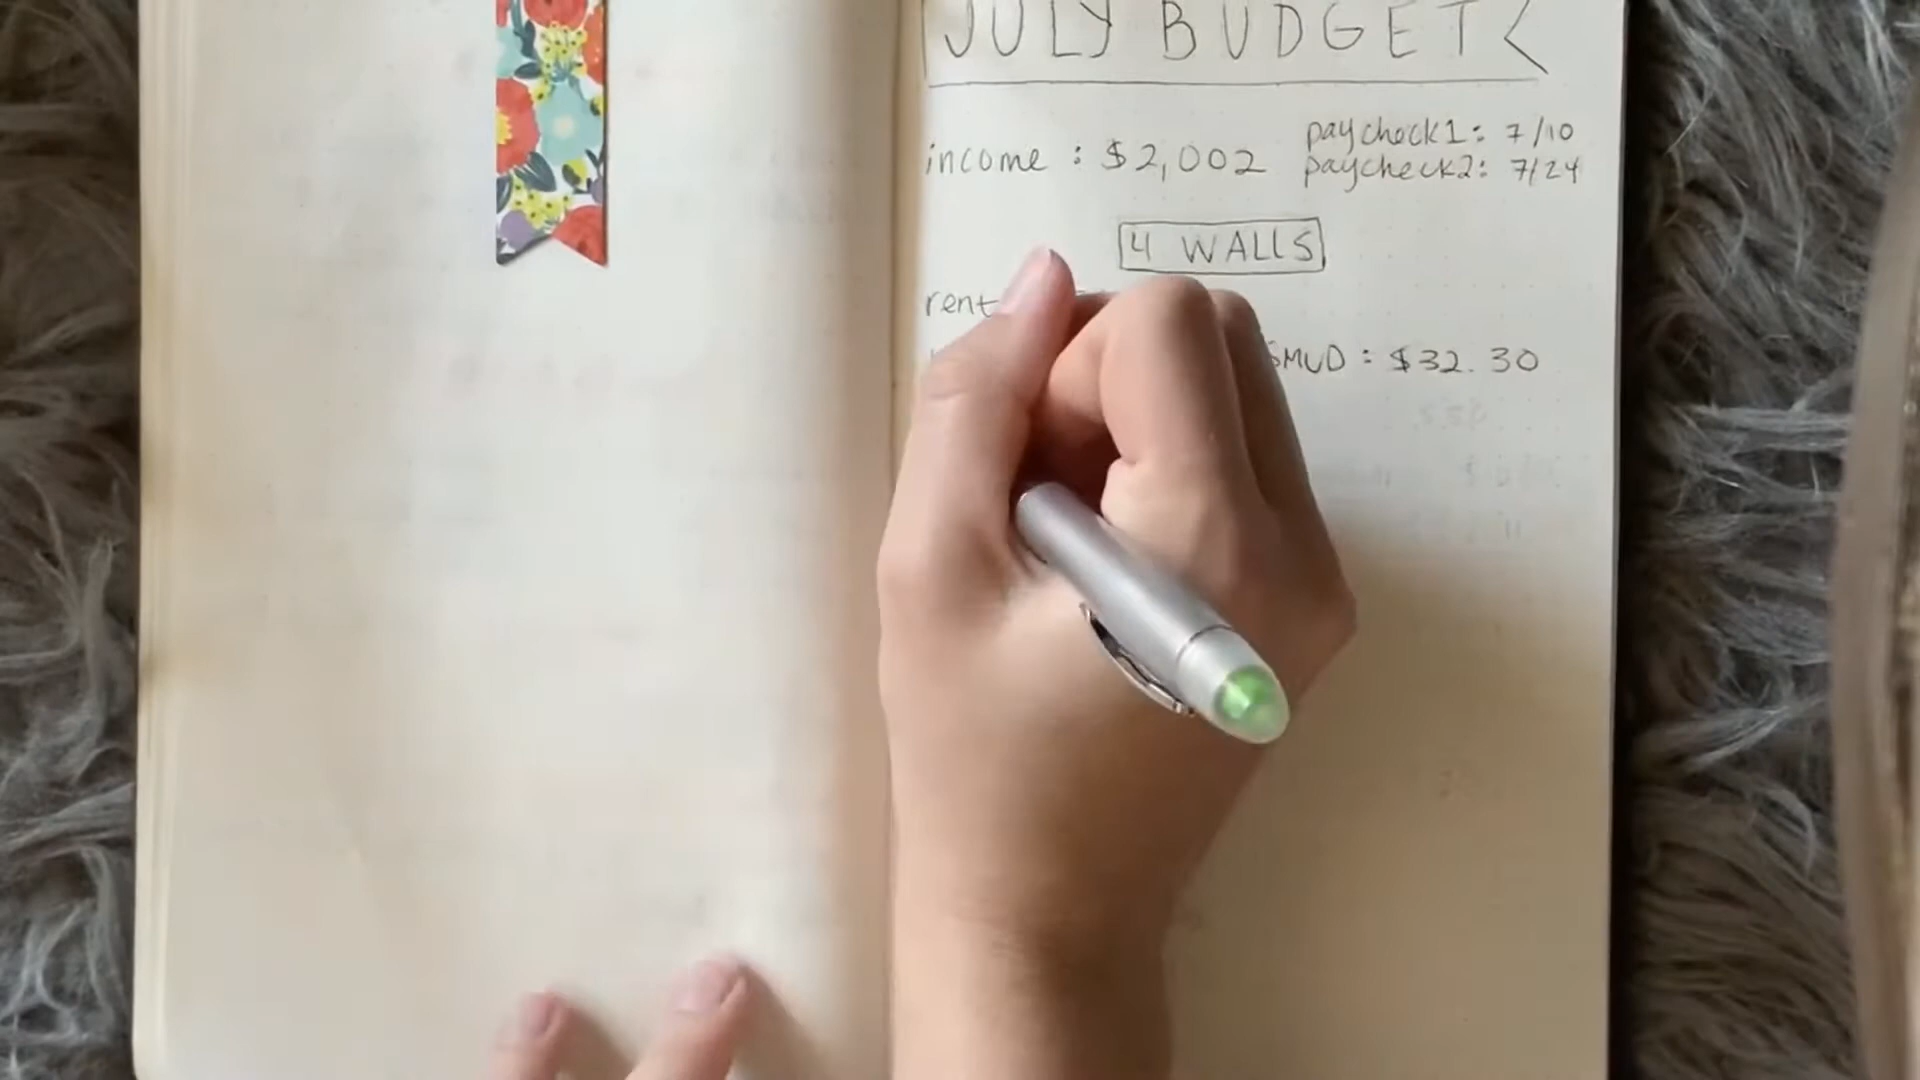 JULY BUDGET
income : $2,002
paycheck1: 7/10
paycheck2: 7/24
4 WALLS
rent
SMUD : $32.30